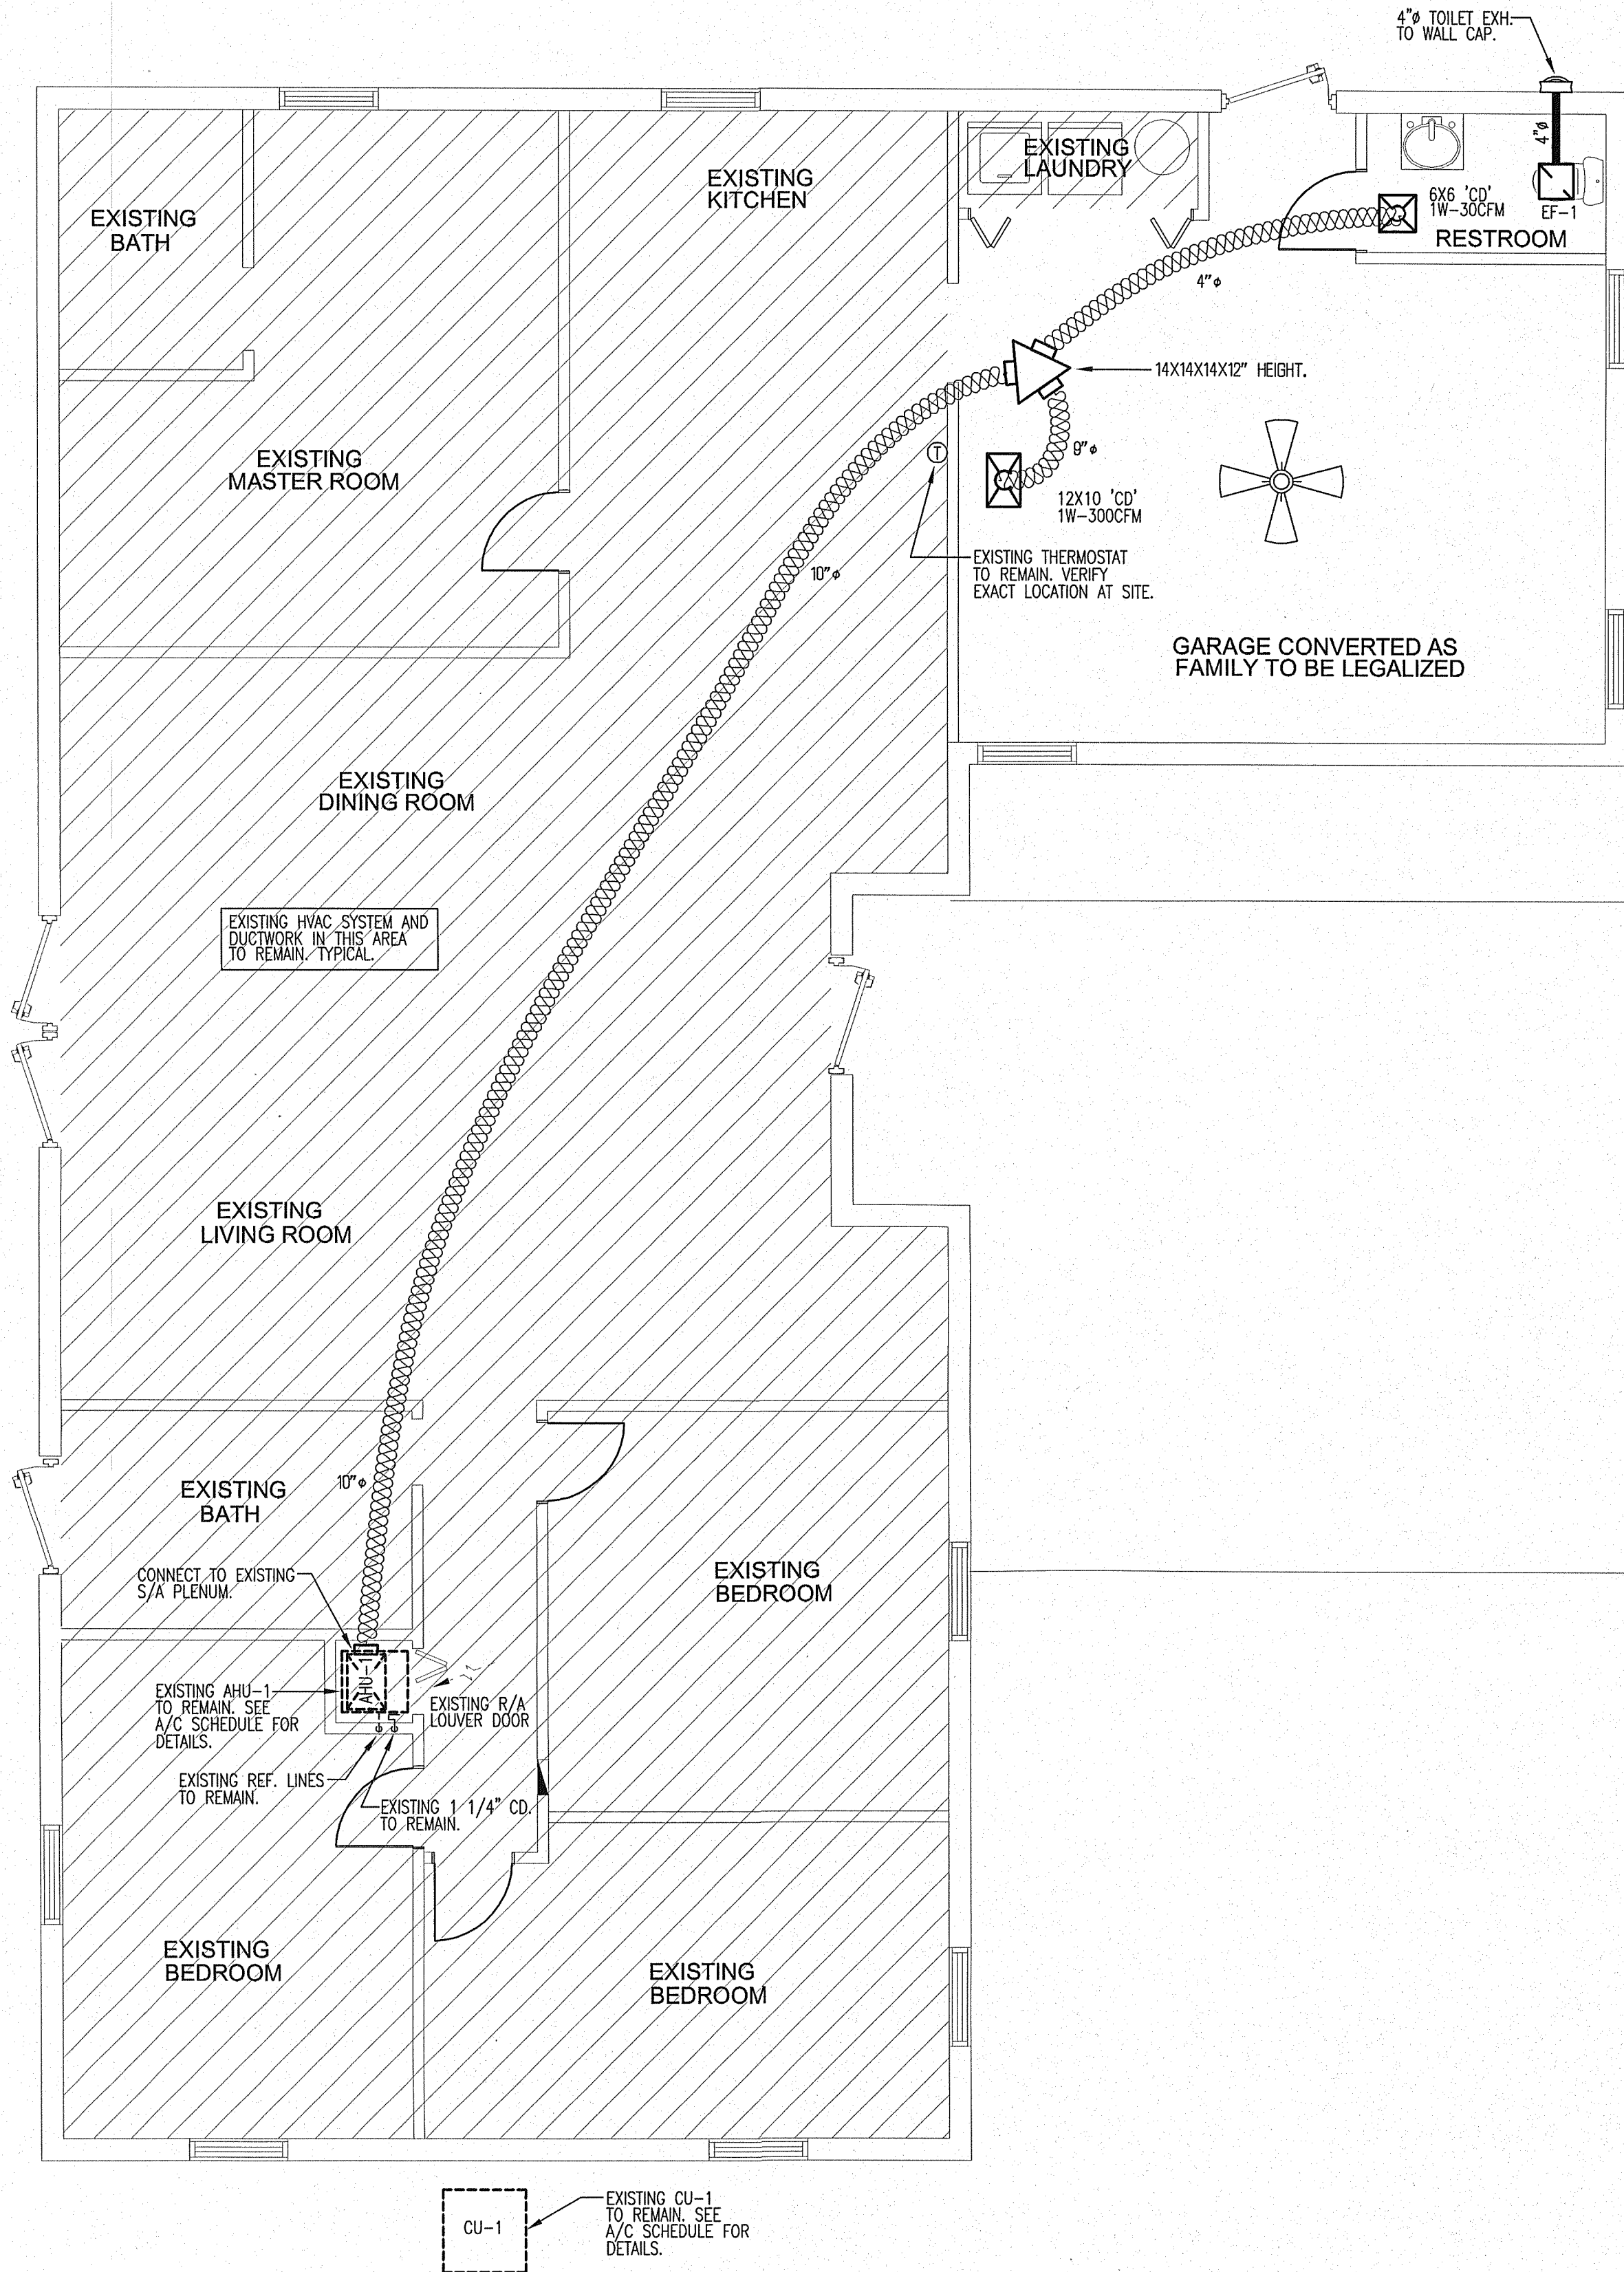 4"ø TOILET EXH.
TO WALL CAP.
4"ø
EXISTING
LAUNDRY
EXISTING
KITCHEN
EXISTING
BATH
6X6 'CD'
1W-30CFM
EF-1
RESTROOM
4"ø
14X14X14X12" HEIGHT.
EXISTING
MASTER ROOM
T
9"ø
12X10 'CD'
1W-300CFM
10"ø
EXISTING THERMOSTAT
TO REMAIN. VERIFY
EXACT LOCATION AT SITE.
GARAGE CONVERTED AS
FAMILY TO BE LEGALIZED
EXISTING
DINING ROOM
EXISTING HVAC SYSTEM AND
DUCTWORK IN THIS AREA
TO REMAIN. TYPICAL.
EXISTING
LIVING ROOM
10"ø
EXISTING
BATH
CONNECT TO EXISTING
S/A PLENUM.
EXISTING
BEDROOM
AHU-1
EXISTING AHU-1
TO REMAIN. SEE
A/C SCHEDULE FOR
DETAILS.
EXISTING R/A
LOUVER DOOR
EXISTING REF. LINES
TO REMAIN.
EXISTING 1 1/4" CD.
TO REMAIN.
EXISTING
BEDROOM
EXISTING
BEDROOM
CU-1
EXISTING CU-1
TO REMAIN. SEE
A/C SCHEDULE FOR
DETAILS.